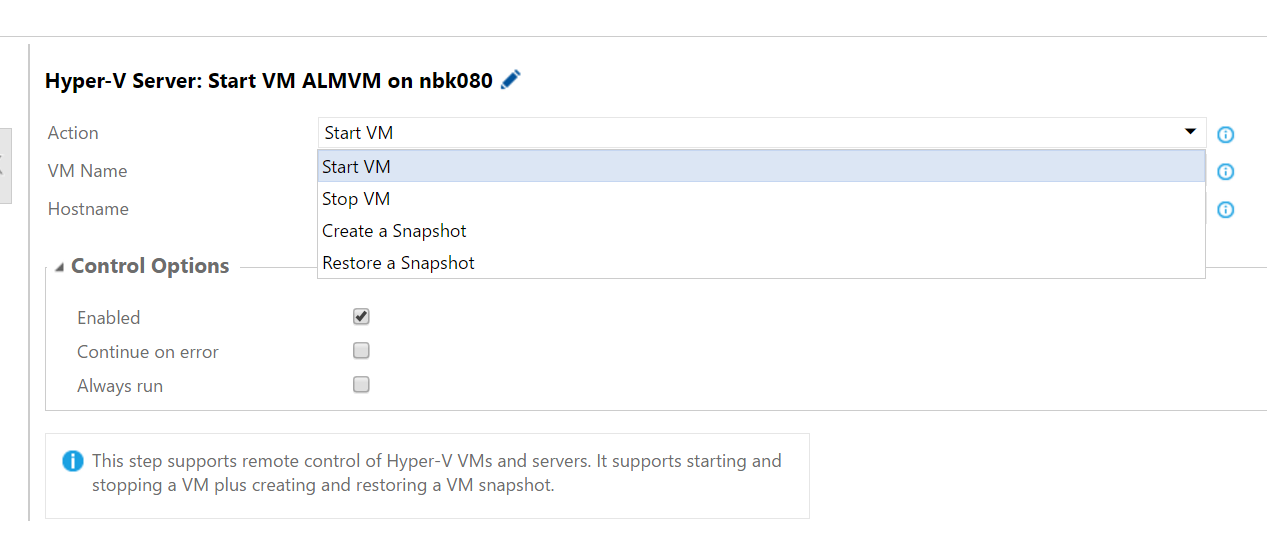 Hyper-V Server: Start VM ALMVM on nbk080
Action
Start VM
VM Name
Start VM
Hostname
Stop VM
Create a Snapshot
Restore a Snapshot
Control Options
Enabled
Continue on error
Always run
This step supports remote control of Hyper-V VMs and servers. It supports starting and
stopping a VM plus creating and restoring a VM snapshot.